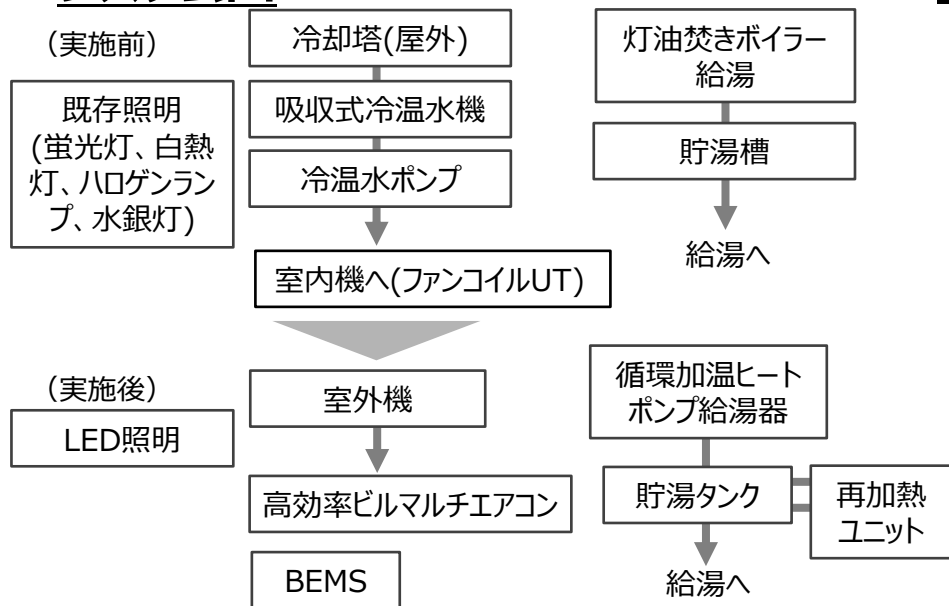 （実施前）
既存照明
(蛍光灯、白熱
灯、ハロゲンラン
プ、水銀灯)
冷却塔(屋外)
吸収式冷温水機
冷温水ポンプ
室内機へ(ファンコイルUT)
灯油焚きボイラー
給湯
貯湯槽
給湯へ
（実施後）
LED照明
室外機
高効率ビルマルチエアコン
BEMS
循環加温ヒート
ポンプ給湯器
貯湯タンク
再加熱
ユニット
給湯へ